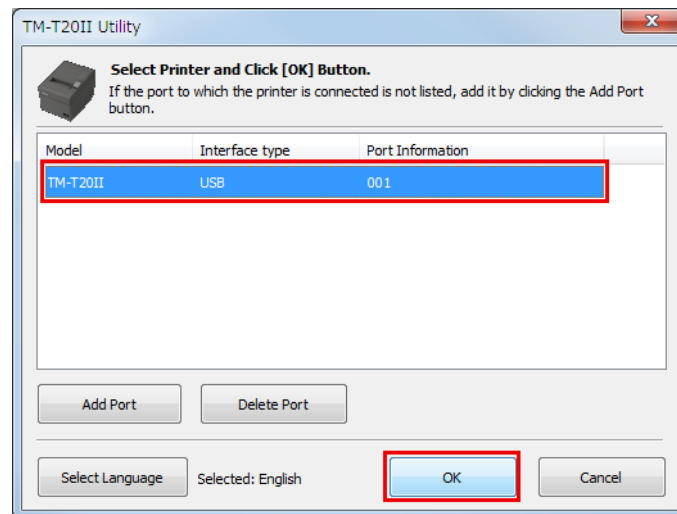 TM-T20II Utility
Select Printer and Click [OK] Button.
If the port to which the printer is connected is not listed, add it by clicking the Add Port
button.
Model Interface type Port Information
TM-T20II USB 001
Add Port Delete Port
Select Language Selected: English OK Cancel